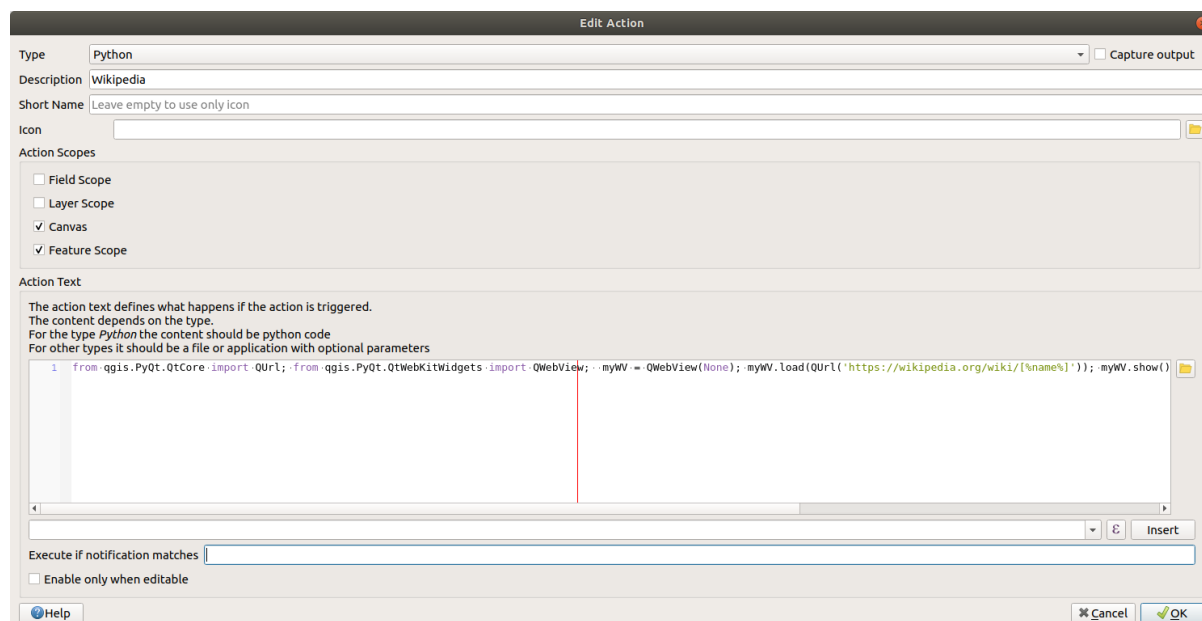 Edit Action
Type Python Capture output
Description Wikipedia
Short Name Leave empty to use only icon
Icon
Action Scopes
Field Scope
Layer Scope
Canvas
Feature Scope
Action Text
The action text defines what happens if the action is triggered.
The content depends on the type.
For the type Python the content should be python code
For other types it should be a file or application with optional parameters
1 from·qgis.PyQt.QtCore·import·QUrl;·from·qgis.PyQt.QtWebKitWidgets·import·QWebView;··myWV·=·QWebView(None);·myWV.load(QUrl('https://wikipedia.org/wiki/[%name%]'));·myWV.show()
ε Insert
Execute if notification matches
Enable only when editable
Help Cancel OK